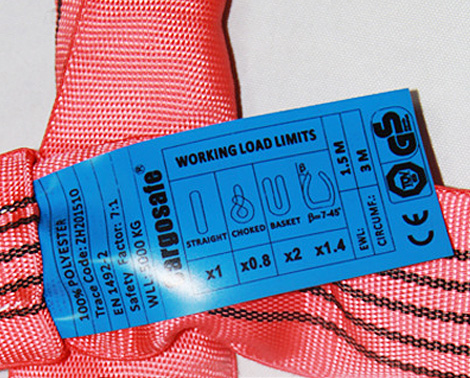 100% POLYESTER
Trace Code: ZH201510
EN 1492-2
Safety Factor: 7:1
WLL: 5000 KG
argosafe®
WORKING LOAD LIMITS
STRAIGHT CHOKED BASKET β=7-45°
β
x1 x0.8 x2 x1.4
EWL: 1.5 M
CIRCUMF.: 3 M
GS
CE